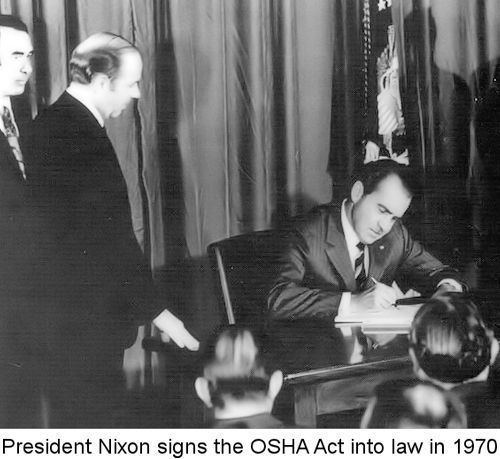 President Nixon signs the OSHA Act into law in 1970